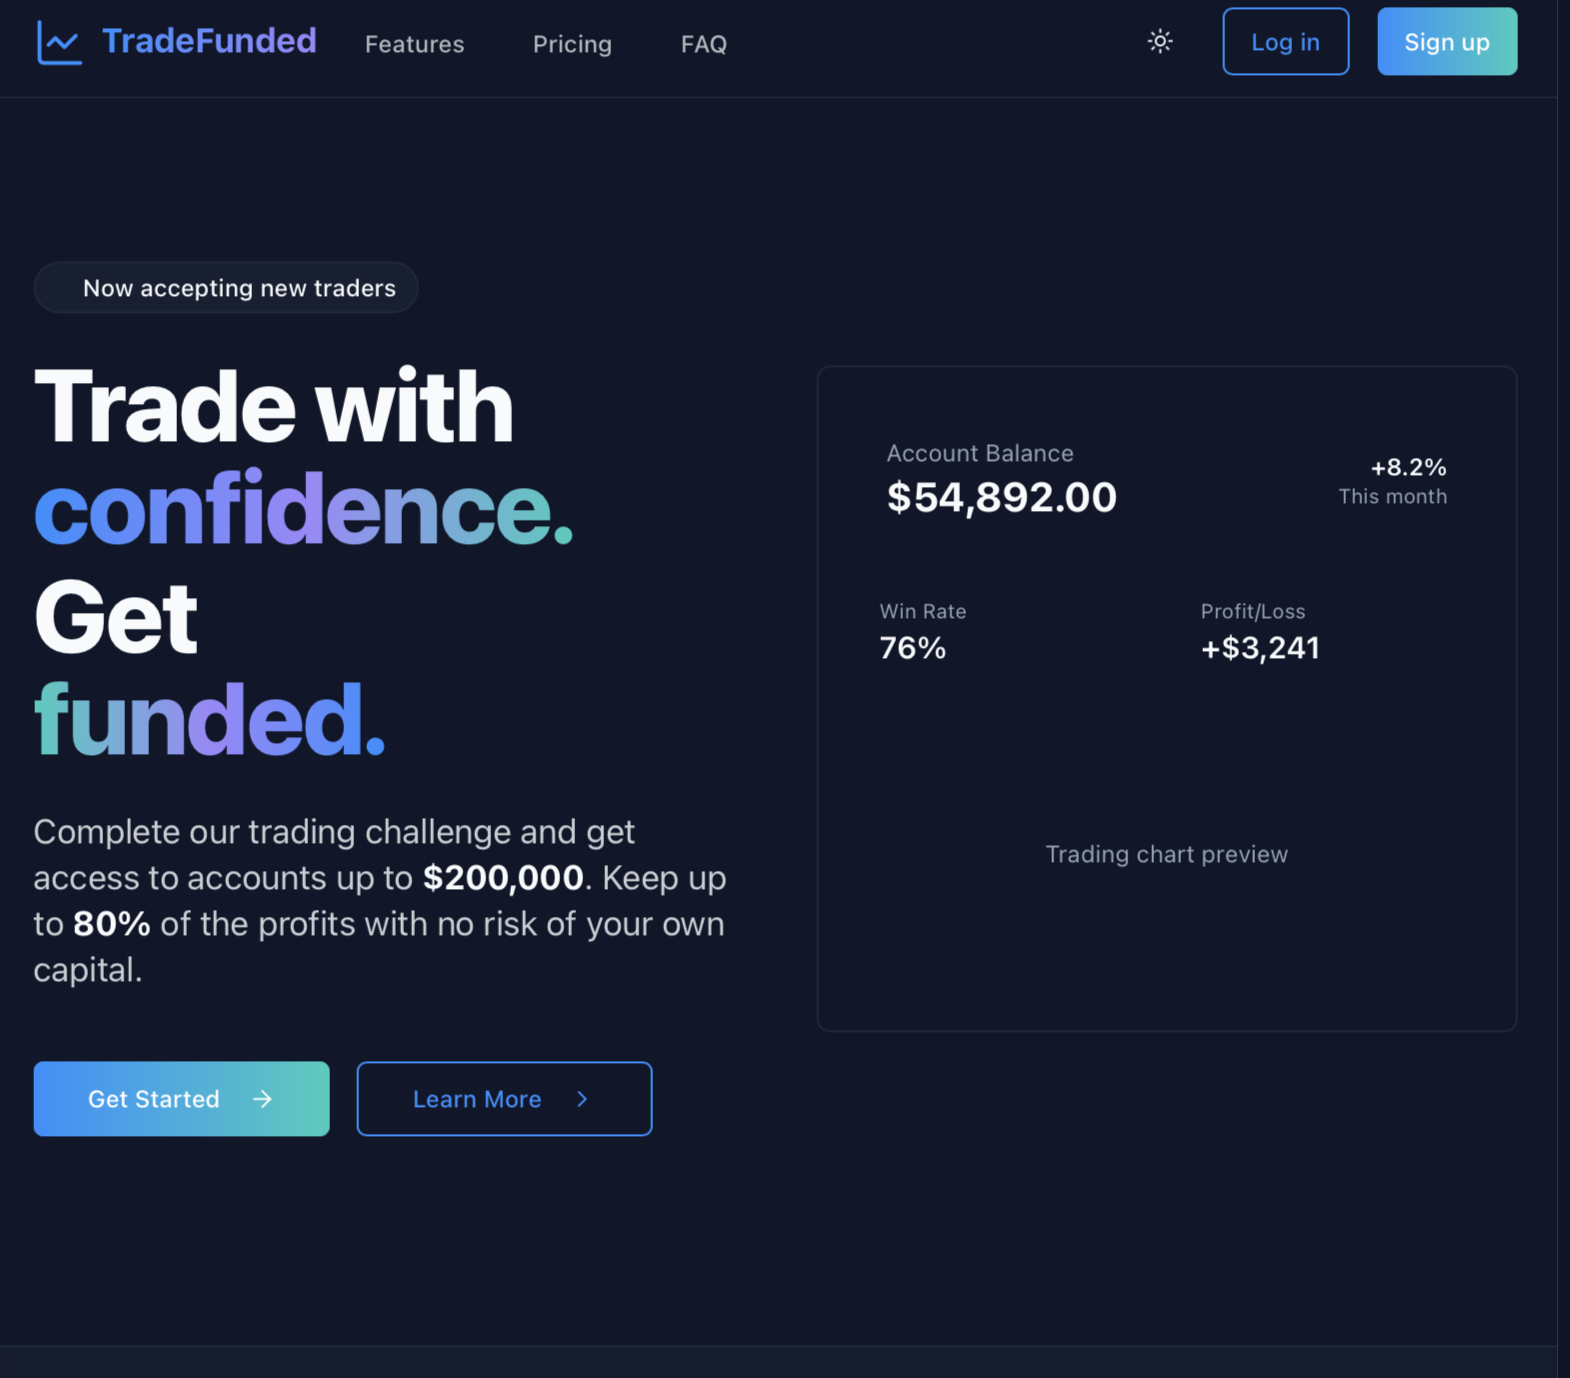 TradeFunded
Features
Pricing
FAQ
Log in
Sign up
Now accepting new traders
Trade with
confidence.
Get
funded.
Complete our trading challenge and get
access to accounts up to $200,000. Keep up
to 80% of the profits with no risk of your own
capital.
Get Started
Learn More
Account Balance
$54,892.00
+8.2%
This month
Win Rate
76%
Profit/Loss
+$3,241
Trading chart preview